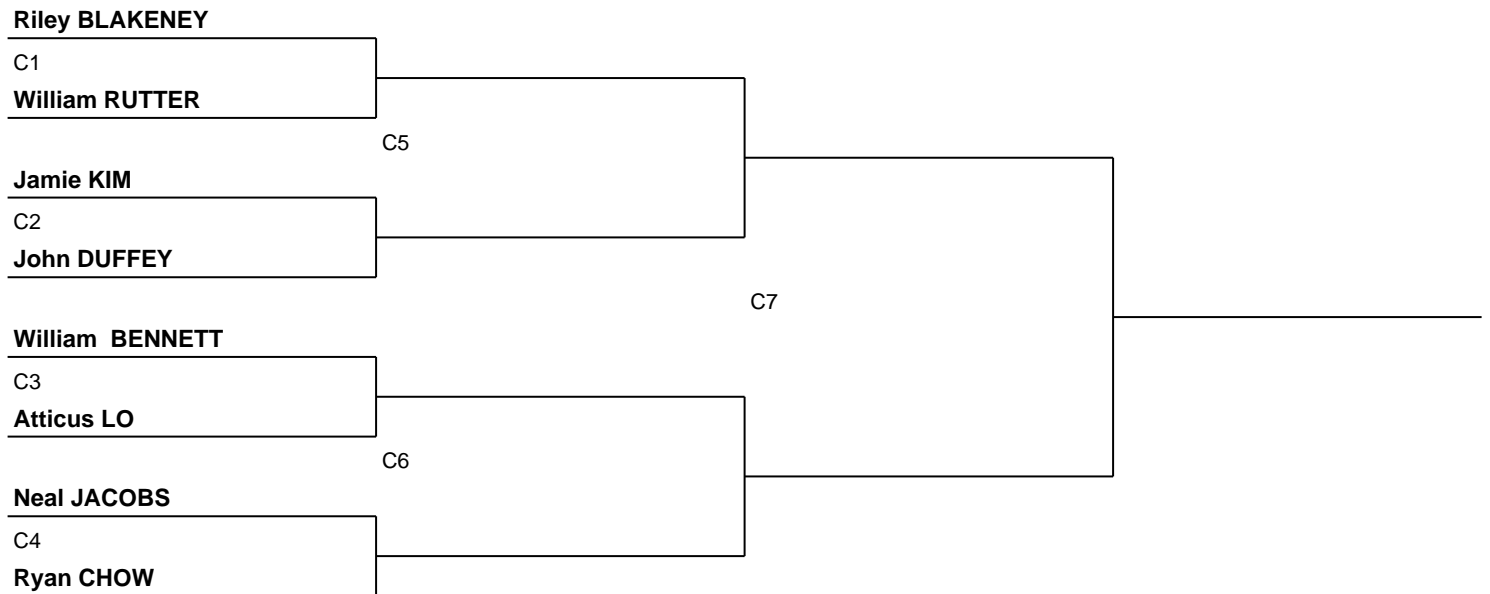 Riley BLAKENEY
C1
William RUTTER
C5
Jamie KIM
C2
John DUFFEY
C7
William  BENNETT
C3
Atticus LO
C6
Neal JACOBS
C4
Ryan CHOW